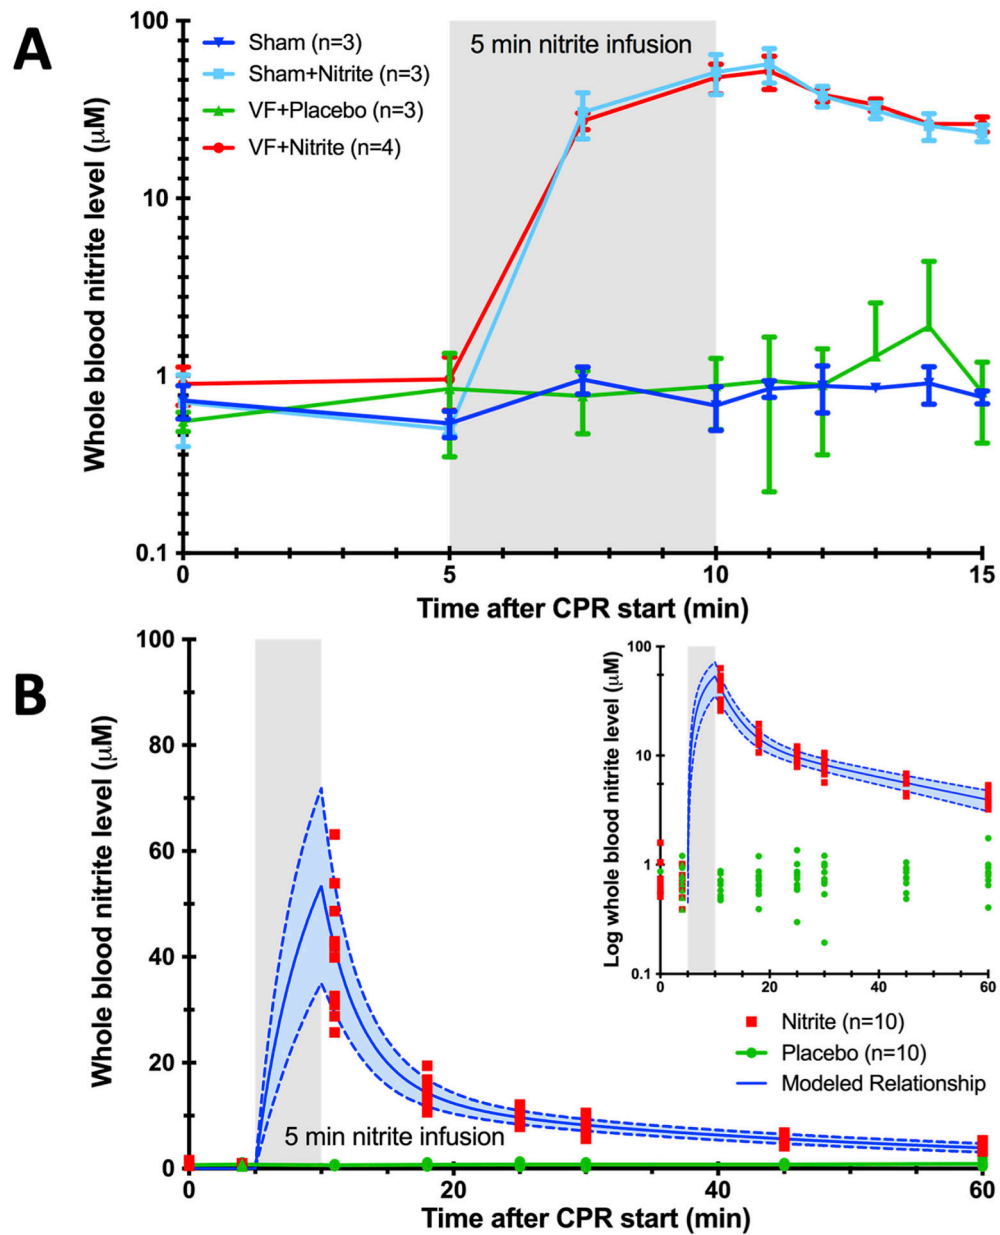 A
100
10
1
0.1
Whole blood nitrite level (μM)
5 min nitrite infusion
Sham (n=3)
Sham+Nitrite (n=3)
VF+Placebo (n=3)
VF+Nitrite (n=4)
0
5
10
15
Time after CPR start (min)
B
100
80
60
40
20
0
Whole blood nitrite level (μM)
5 min nitrite infusion
0
20
40
60
Time after CPR start (min)
100
10
1
0.1
Log whole blood nitrite level (μM)
0
20
40
60
Nitrite (n=10)
Placebo (n=10)
Modeled Relationship